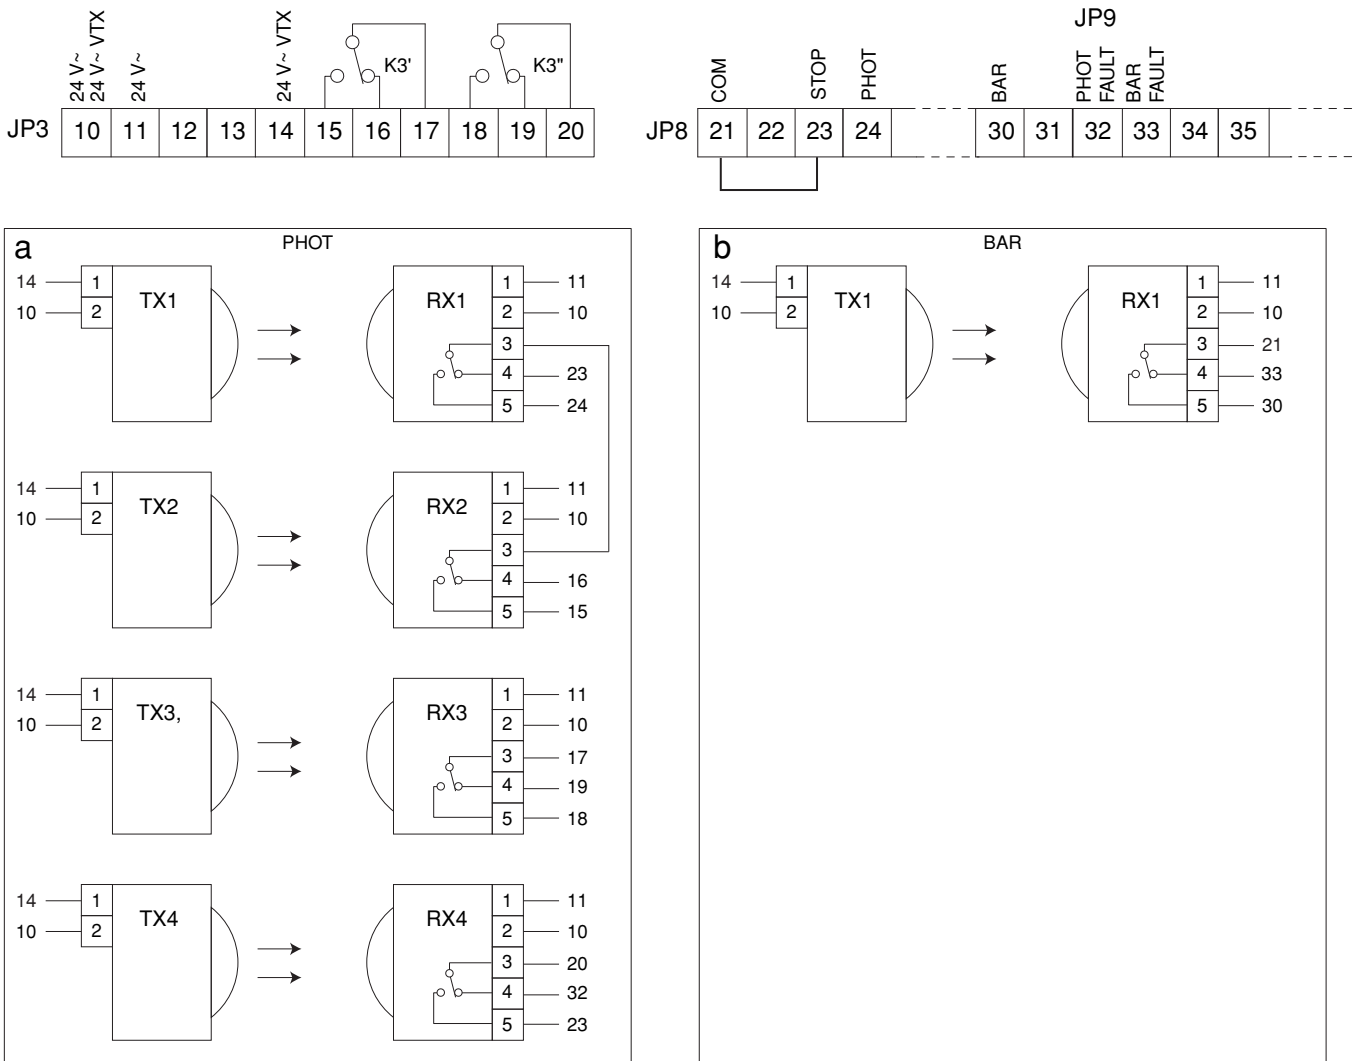 JP9
24 V~
24 V~ VTX
24 V~
24 V~ VTX
K3'
K3"
COM
STOP
PHOT
BAR
PHOT
FAULT
BAR
FAULT
JP3 10 11 12 13 14 15 16 17 18 19 20
JP8 21 22 23 24 30 31 32 33 34 35
a PHOT
14 1 TX1 RX1 1 11
10 2 2 10
3
4 23
5 24
14 1 TX2 RX2 1 11
10 2 2 10
3
4 16
5 15
14 1 TX3, RX3 1 11
10 2 2 10
3 17
4 19
5 18
14 1 TX4 RX4 1 11
10 2 2 10
3 20
4 32
5 23
b BAR
14 1 TX1 RX1 1 11
10 2 2 10
3 21
4 33
5 30